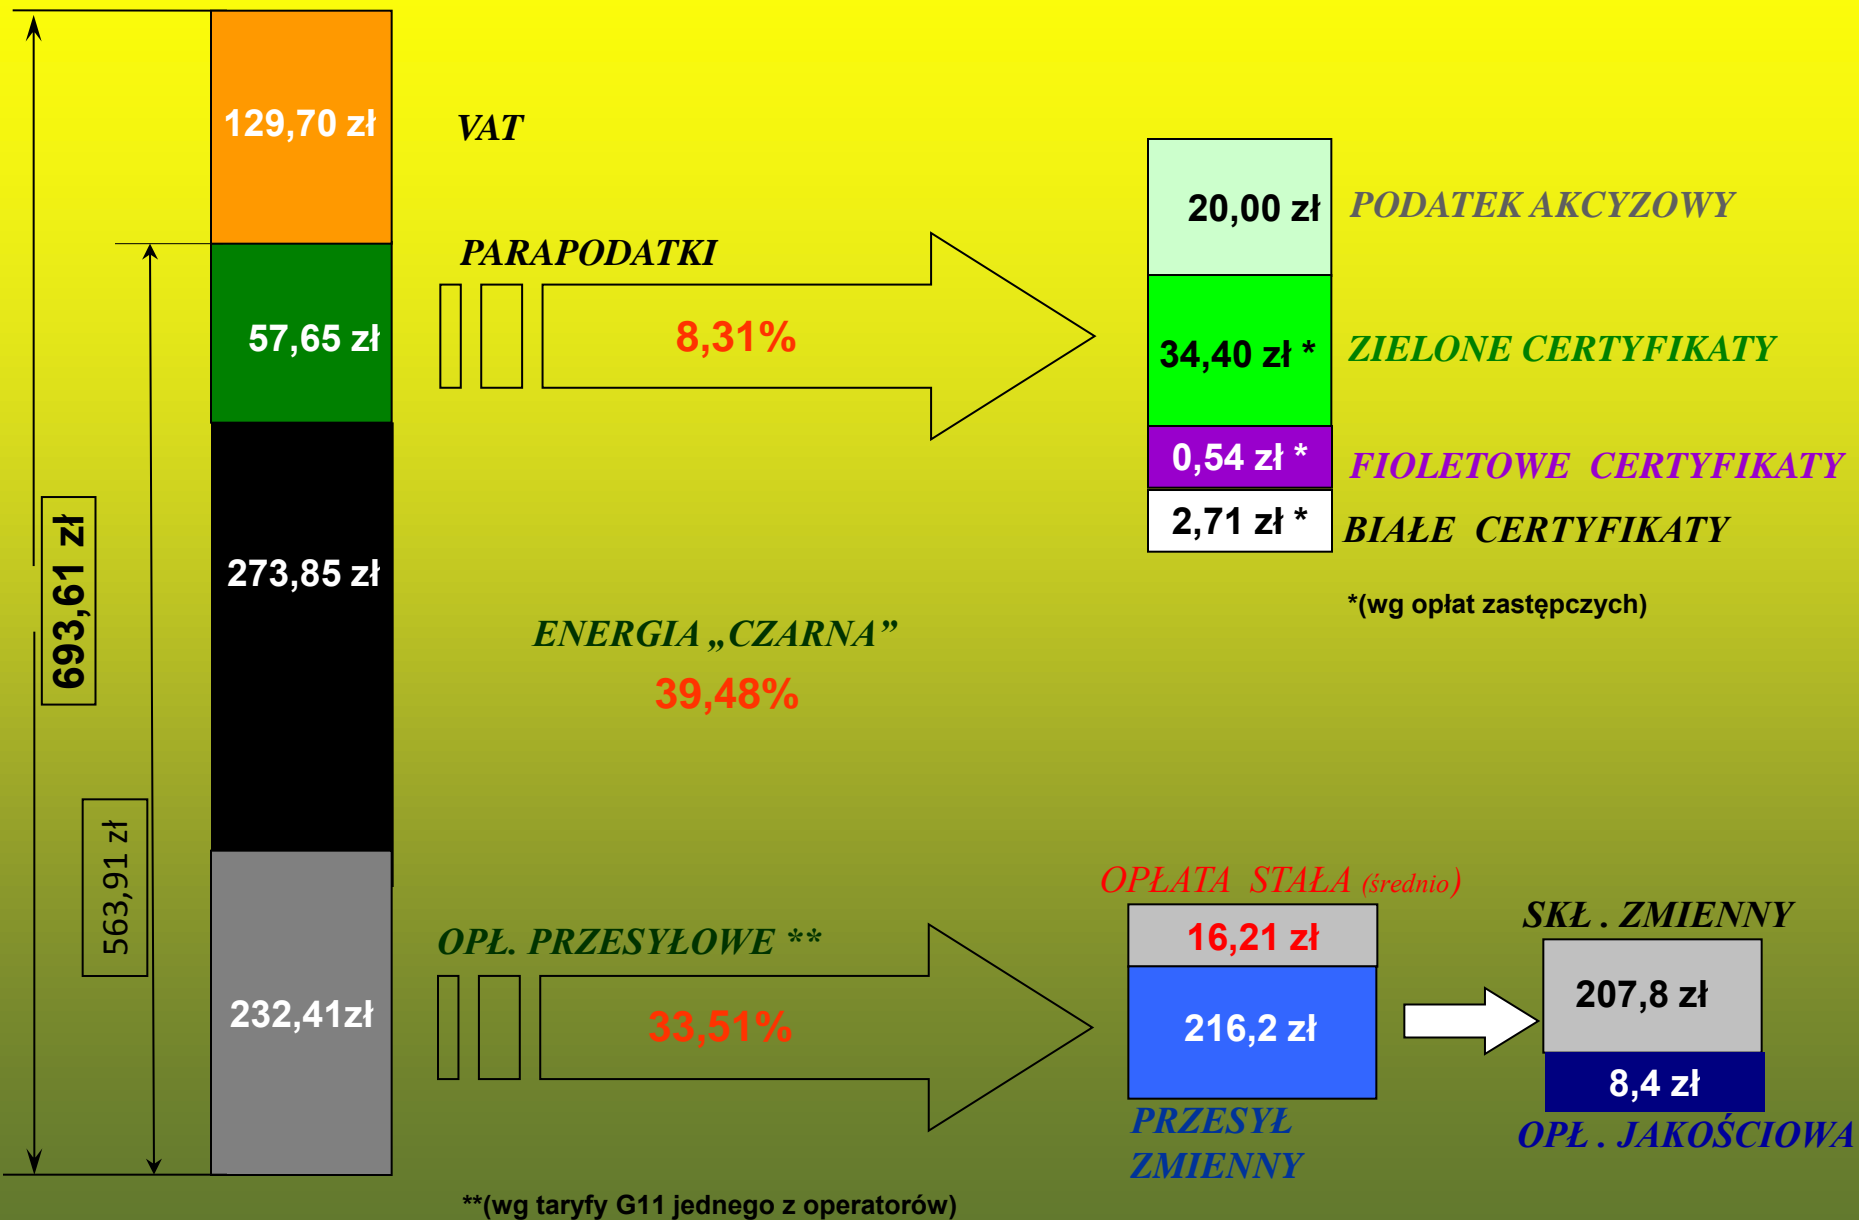 129,70 zł
VAT
20,00 zł
PODATEK AKCYZOWY
PARAPODATKI
57,65 zł
8,31%
34,40 zł *
ZIELONE CERTYFIKATY
0,54 zł *
FIOLETOWE CERTYFIKATY
2,71 zł *
BIAŁE CERTYFIKATY
693,61 zł
273,85 zł
*(wg opłat zastępczych)
ENERGIA „CZARNA”
39,48%
563,91 zł
OPŁATA STAŁA (średnio)
SKŁ . ZMIENNY
OPŁ. PRZESYŁOWE **
16,21 zł
207,8 zł
232,41zł
33,51%
216,2 zł
8,4 zł
PRZESYŁ
ZMIENNY
OPŁ . JAKOŚCIOWA
**(wg taryfy G11 jednego z operatorów)